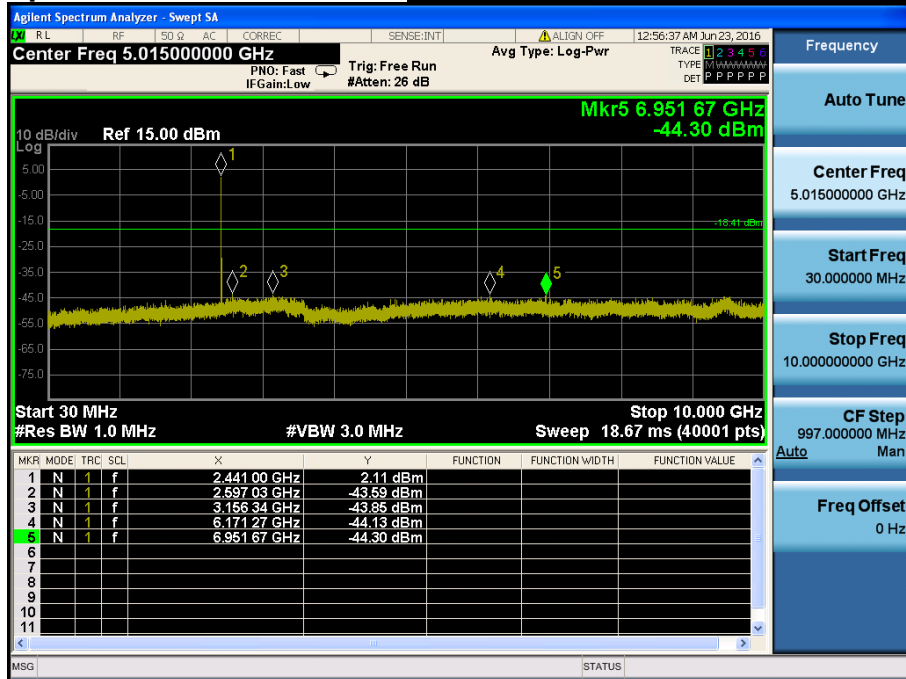 Agilent Spectrum Analyzer - Swept SA
LXI RL RF 50 Ω AC CORREC SENSE:INT ALIGN OFF 12:56:37 AM Jun 23, 2016
Center Freq 5.015000000 GHz Avg Type: Log-Pwr TRACE 1 2 3 4 5 6
PNO: Fast Trig: Free Run TYPE MWWWWW
IFGain:Low #Atten: 26 dB DET P P P P P P
Mkr5 6.951 67 GHz
10 dB/div Ref 15.00 dBm -44.30 dBm
Log
1
5.00
-5.00
-15.0
-18.41 dBm
-25.0
-35.0
2 3 4 5
-45.0
-55.0
-65.0
-75.0
Start 30 MHz Stop 10.000 GHz
#Res BW 1.0 MHz #VBW 3.0 MHz Sweep 18.67 ms (40001 pts)
MKR MODE TRC SCL X Y FUNCTION FUNCTION WIDTH FUNCTION VALUE
1 N 1 f 2.441 00 GHz 2.11 dBm
2 N 1 f 2.597 03 GHz -43.59 dBm
3 N 1 f 3.156 34 GHz -43.85 dBm
4 N 1 f 6.171 27 GHz -44.13 dBm
5 N 1 f 6.951 67 GHz -44.30 dBm
6
7
8
9
10
11
MSG STATUS
Frequency
Auto Tune
Center Freq
5.015000000 GHz
Start Freq
30.000000 MHz
Stop Freq
10.000000000 GHz
CF Step
997.000000 MHz
Auto Man
Freq Offset
0 Hz